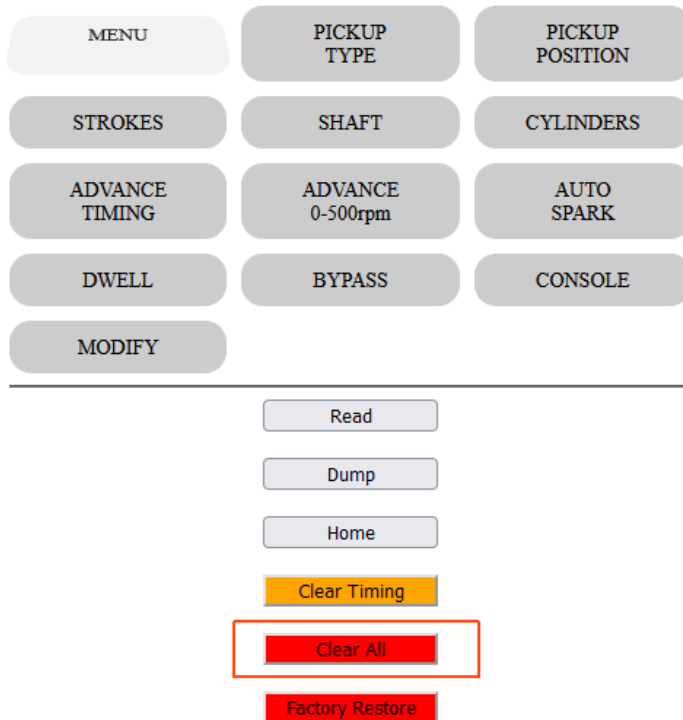 MENU
PICKUP
TYPE
PICKUP
POSITION
STROKES
SHAFT
CYLINDERS
ADVANCE
TIMING
ADVANCE
0-500rpm
AUTO
SPARK
DWELL
BYPASS
CONSOLE
MODIFY
Read
Dump
Home
Clear Timing
Clear All
Factory Restore